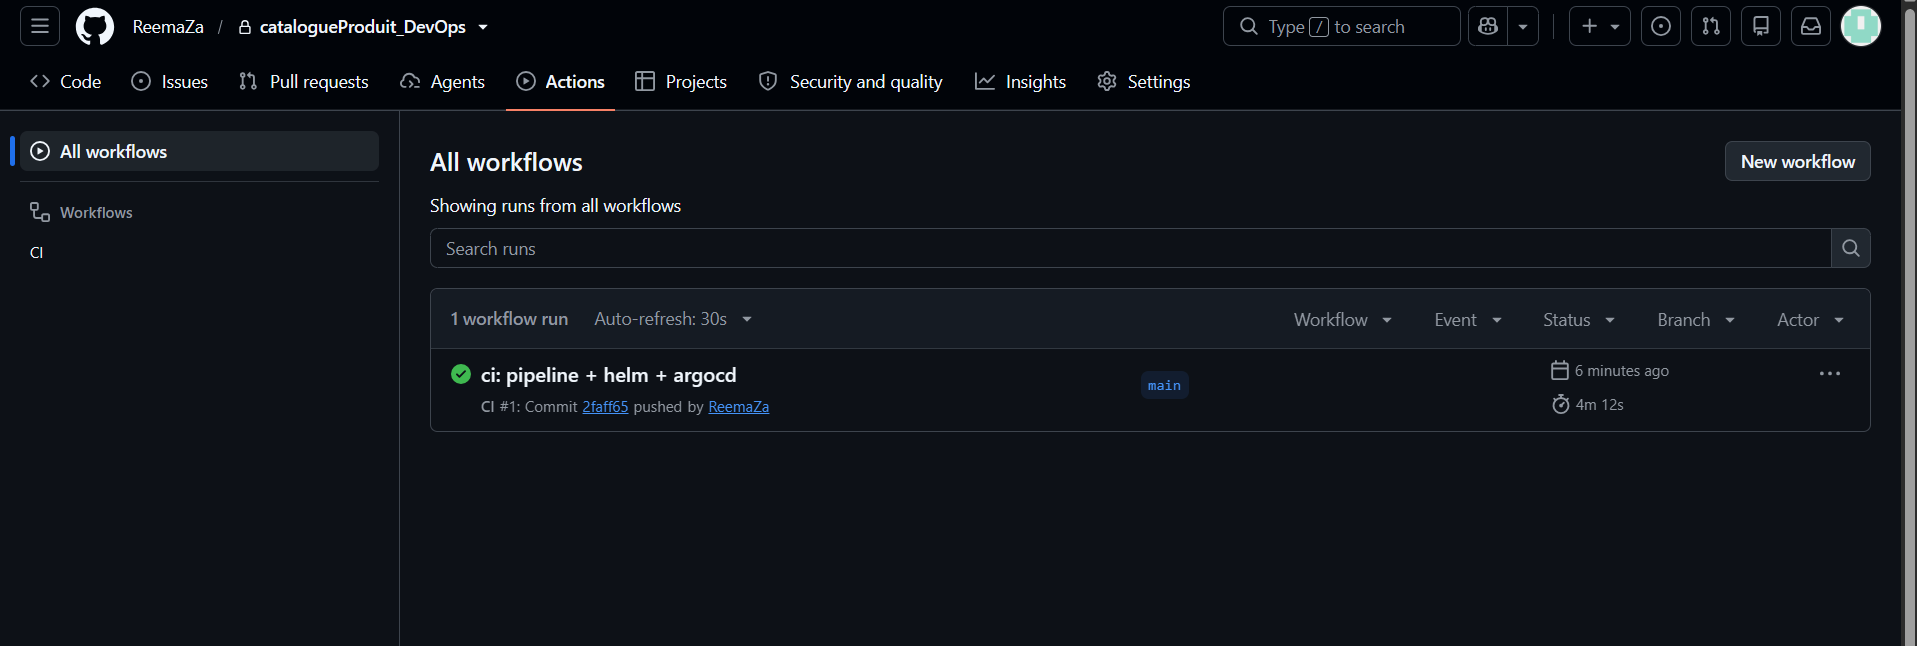 ReemaZa / catalogueProduit_DevOps
Type / to search
Code Issues Pull requests Agents Actions Projects Security and quality Insights Settings
All workflows
Workflows
CI
All workflows
New workflow
Showing runs from all workflows
Search runs
1 workflow run Auto-refresh: 30s Workflow Event Status Branch Actor
ci: pipeline + helm + argocd
CI #1: Commit 2faff65 pushed by ReemaZa
main
6 minutes ago
4m 12s